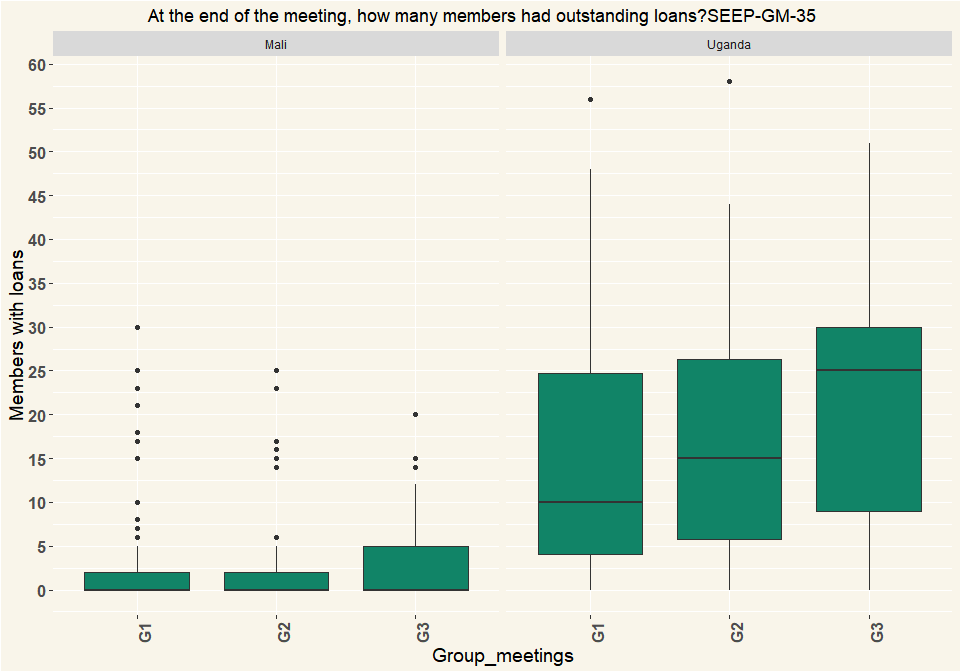 At the end of the meeting, how many members had outstanding loans?SEEP-GM-35
Mali
Uganda
Members with loans
60
55
50
45
40
35
30
25
20
15
10
5
0
G1
G2
G3
G1
G2
G3
Group_meetings